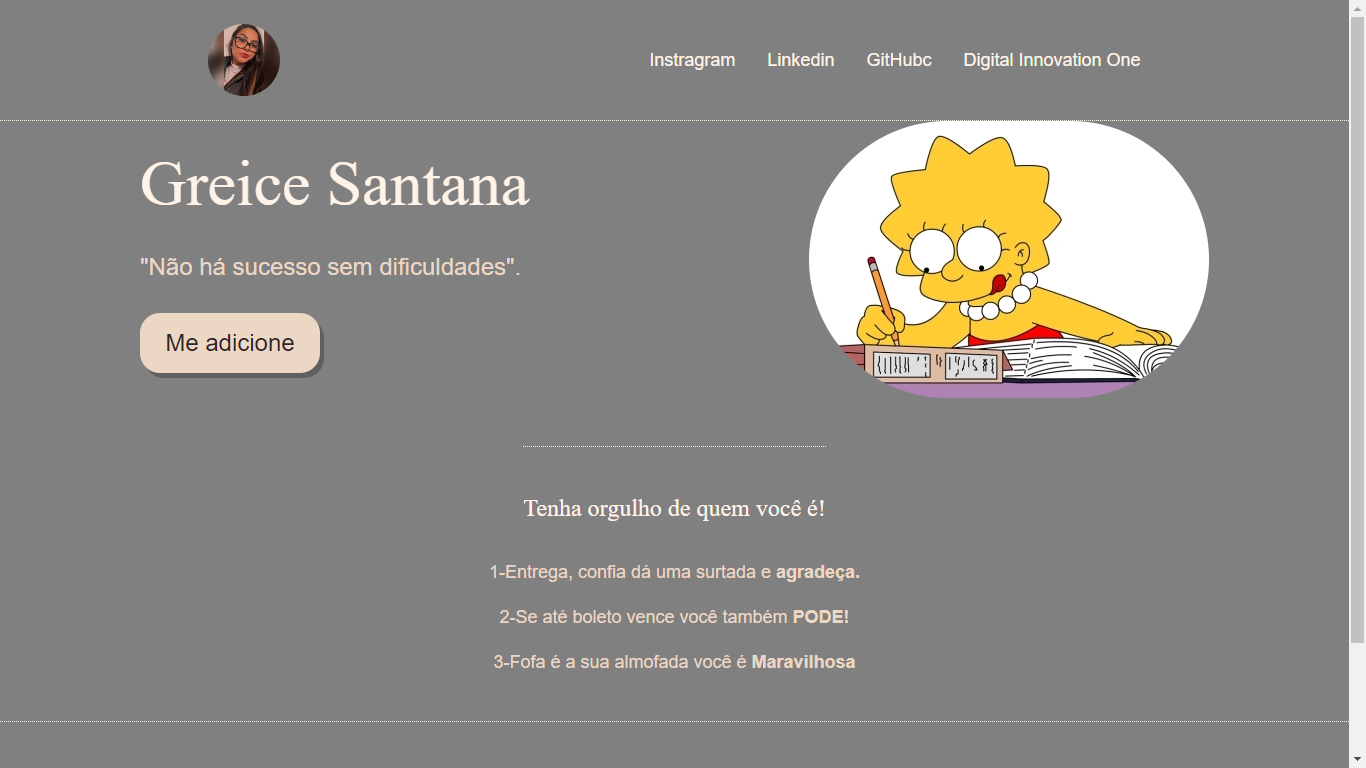 Instragram Linkedin GitHubc Digital Innovation One
Greice Santana
"Não há sucesso sem dificuldades".
Me adicione
Tenha orgulho de quem você é!
1-Entrega, confia dá uma surtada e agradeça.
2-Se até boleto vence você também PODE!
3-Fofa é a sua almofada você é Maravilhosa